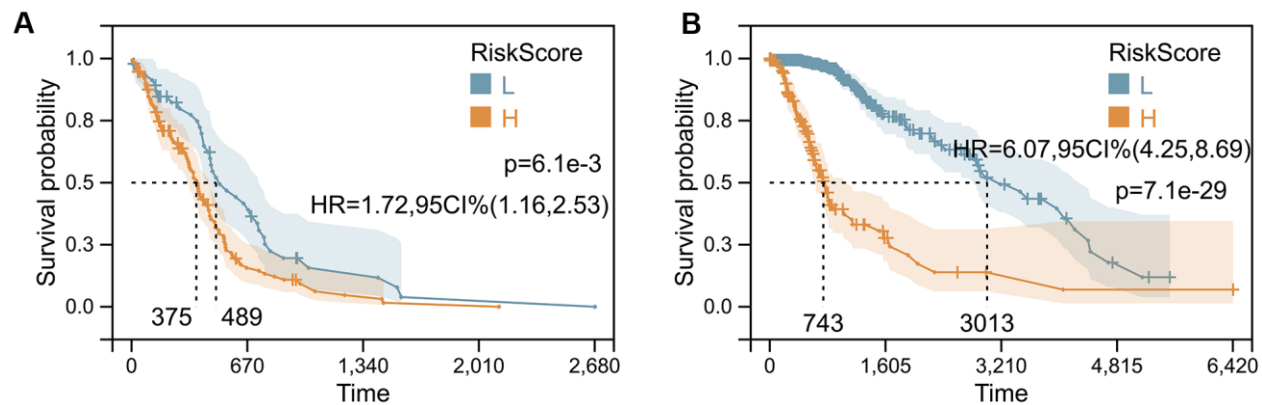 A
RiskScore
L
H
p=6.1e-3
HR=1.72,95CI%(1.16,2.53)
Survival probability
1.0
0.8
0.5
0.3
0.0
375
489
0
670
1,340
2,010
2,680
Time
B
RiskScore
L
H
HR=6.07,95CI%(4.25,8.69)
p=7.1e-29
Survival probability
1.0
0.8
0.5
0.3
0.0
743
3013
0
1,605
3,210
4,815
6,420
Time